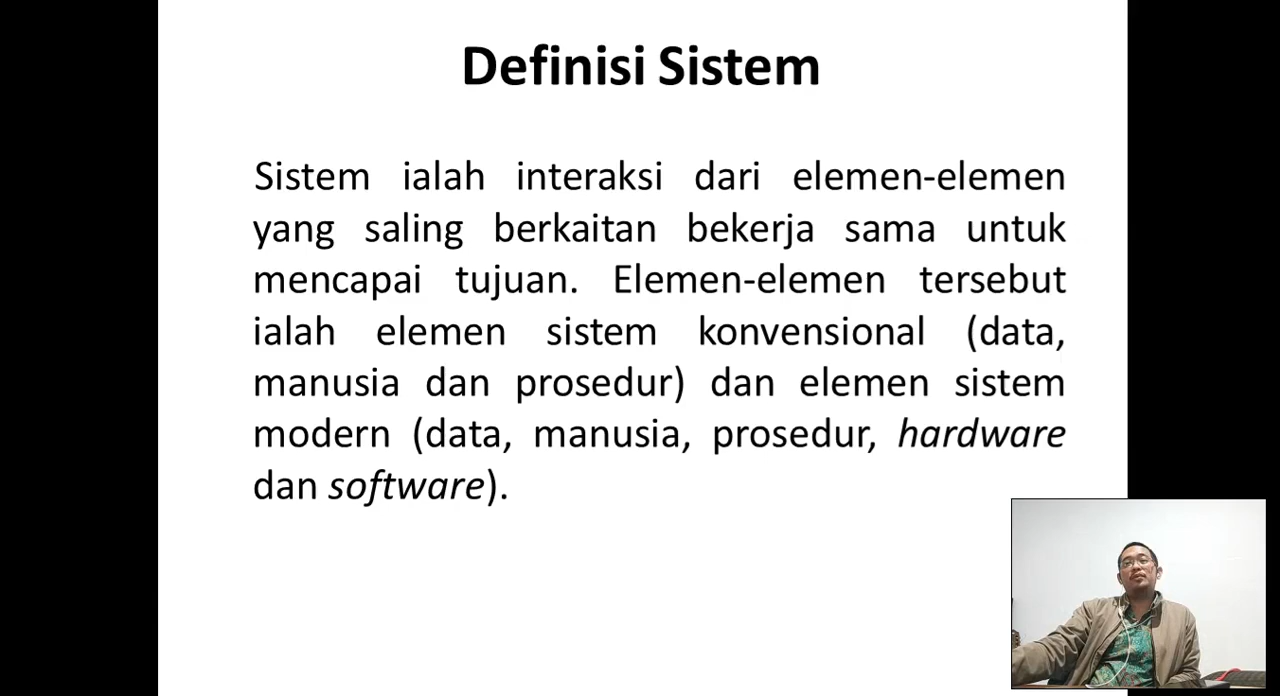 Definisi Sistem
Sistem ialah interaksi dari elemen-elemen
yang saling berkaitan bekerja sama untuk
mencapai tujuan. Elemen-elemen tersebut
ialah elemen sistem konvensional (data,
manusia dan prosedur) dan elemen sistem
modern (data, manusia, prosedur, hardware
dan software).